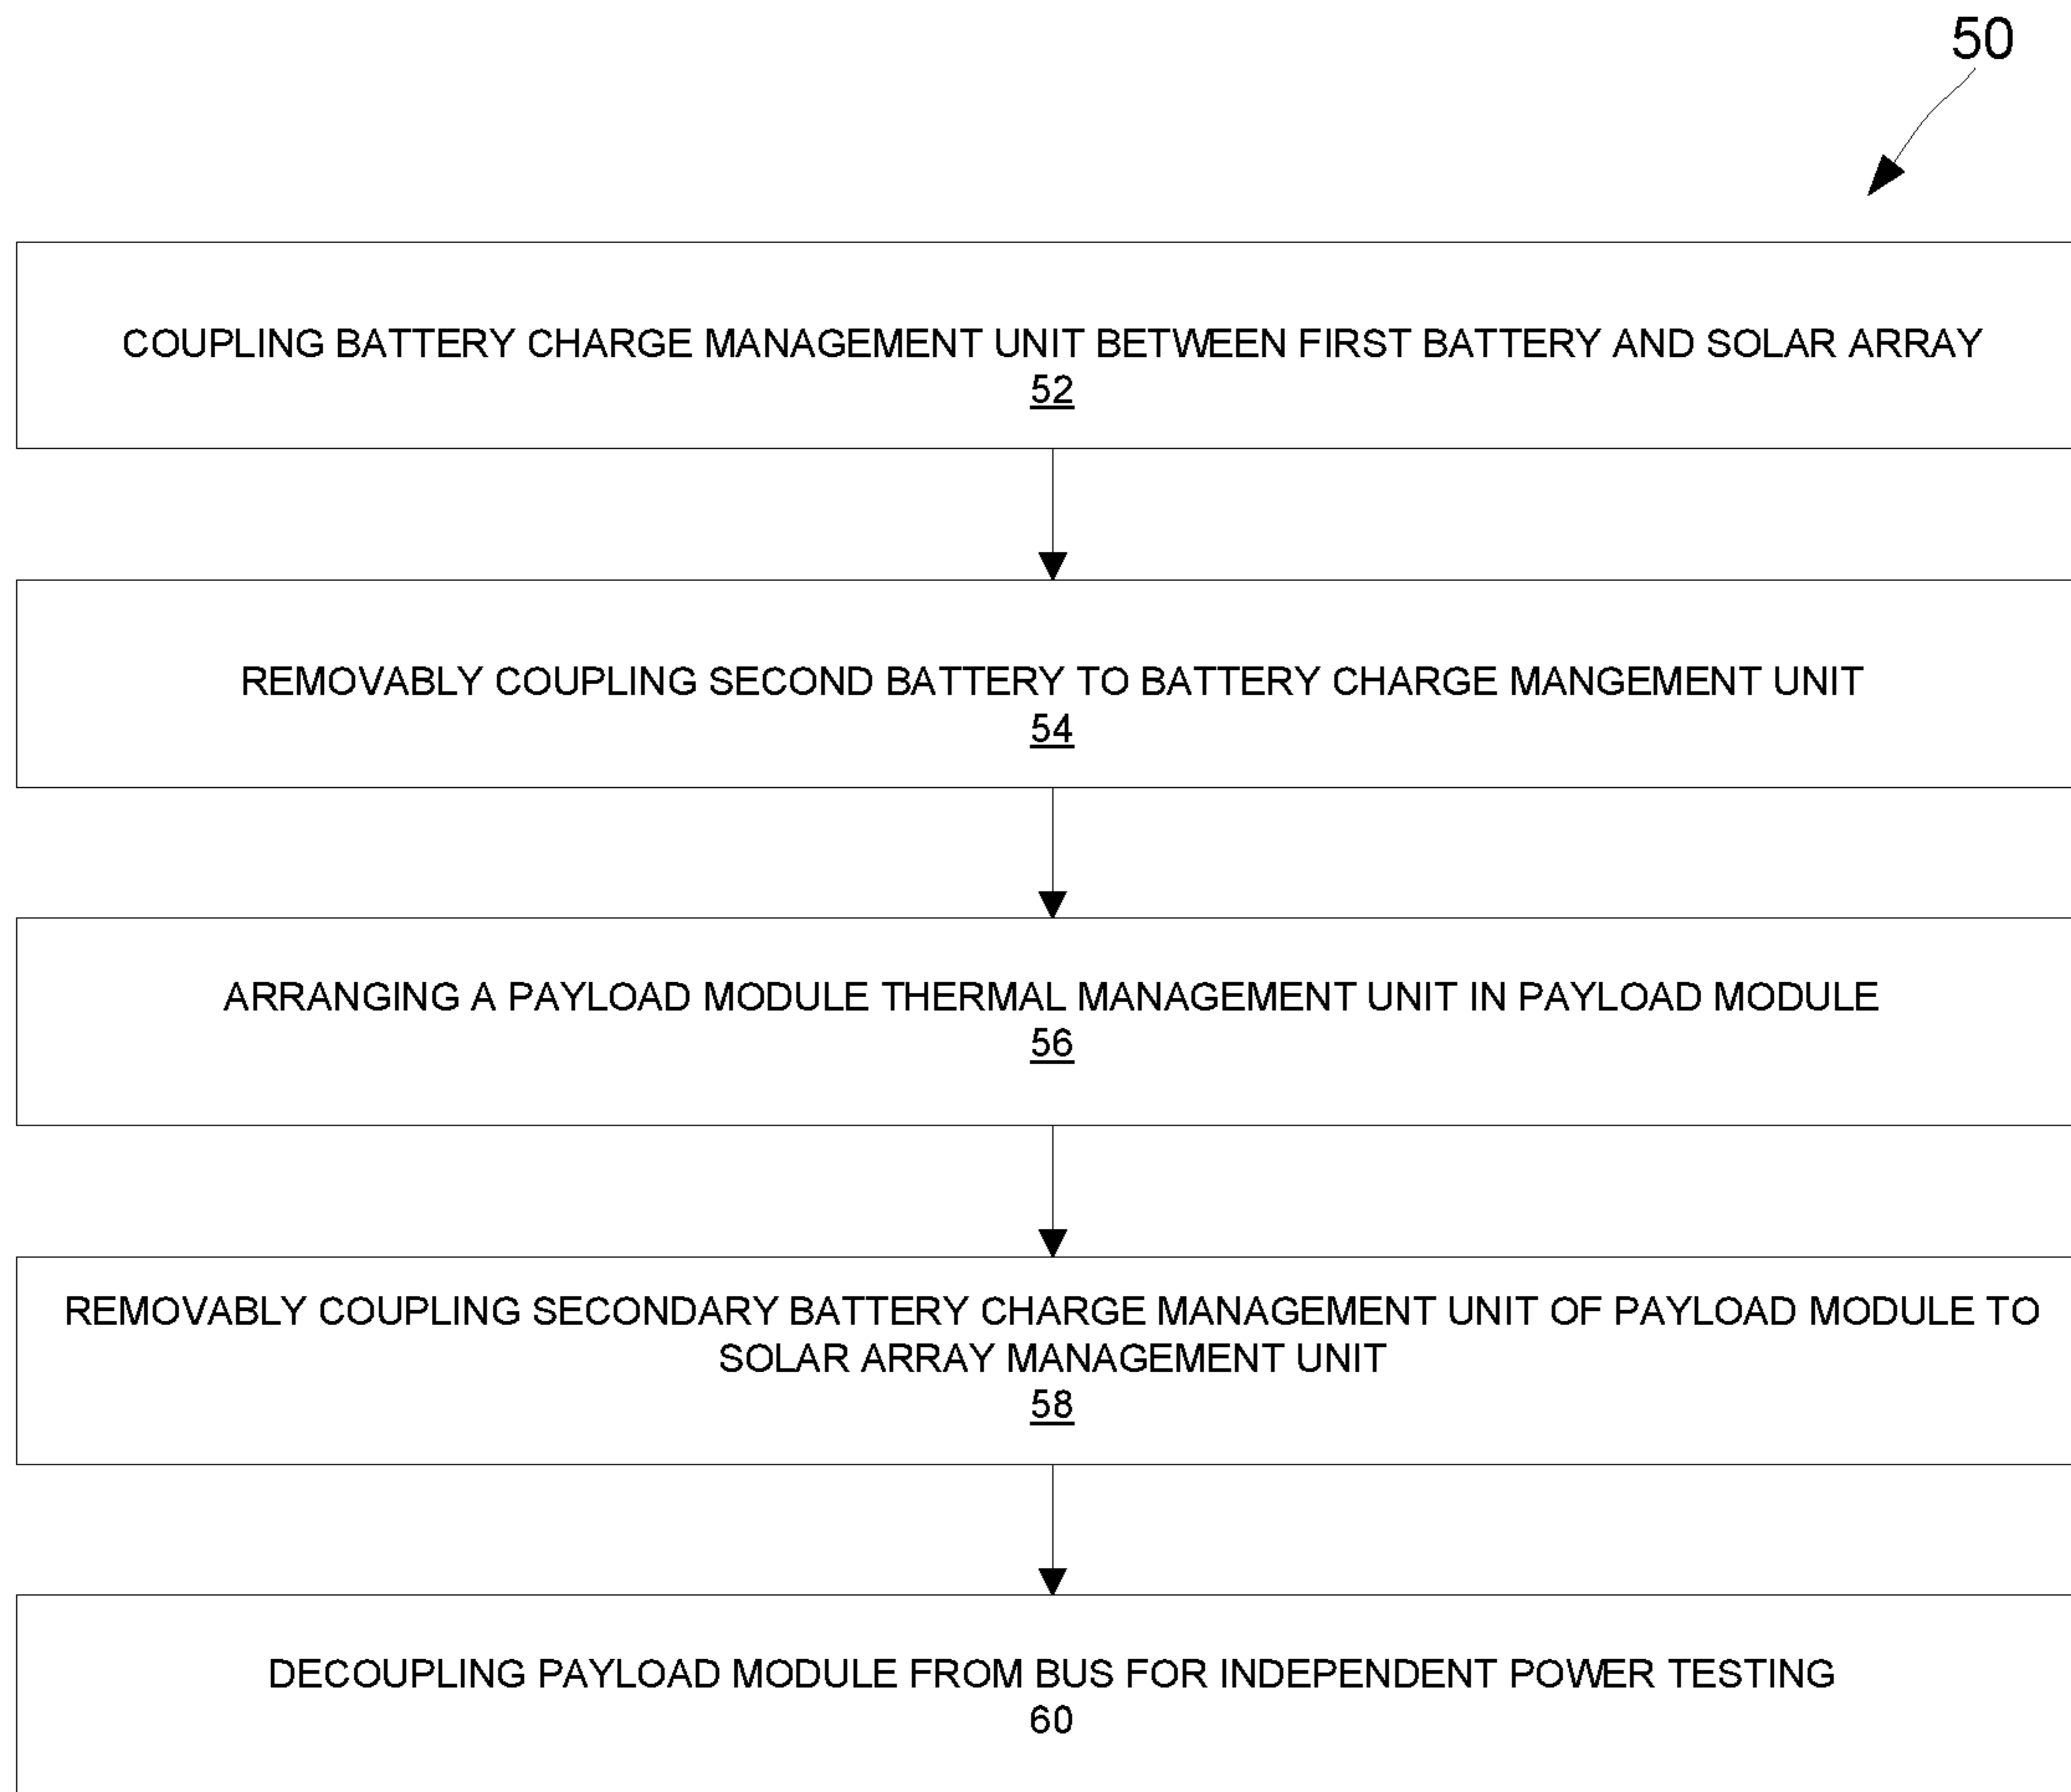 50
COUPLING BATTERY CHARGE MANAGEMENT UNIT BETWEEN FIRST BATTERY AND SOLAR ARRAY
52
REMOVABLY COUPLING SECOND BATTERY TO BATTERY CHARGE MANGEMENT UNIT
54
ARRANGING A PAYLOAD MODULE THERMAL MANAGEMENT UNIT IN PAYLOAD MODULE
56
REMOVABLY COUPLING SECONDARY BATTERY CHARGE MANAGEMENT UNIT OF PAYLOAD MODULE TO
SOLAR ARRAY MANAGEMENT UNIT
58
DECOUPLING PAYLOAD MODULE FROM BUS FOR INDEPENDENT POWER TESTING
60